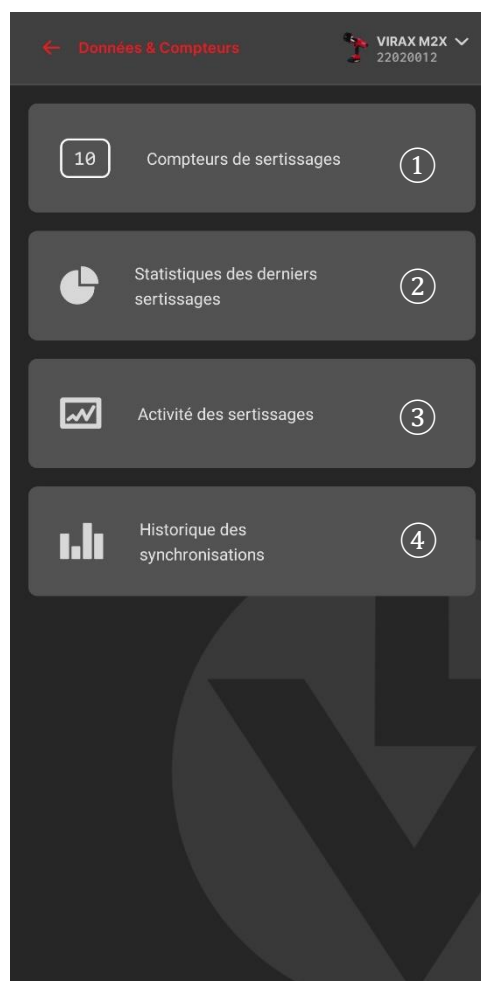 ← Données & Compteurs
VIRAX M2X
22020012
10 Compteurs de sertissages ①
Statistiques des derniers
sertissages ②
Activité des sertissages ③
Historique des
synchronisations ④